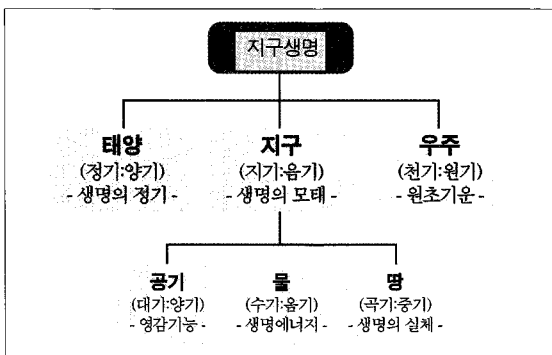 지구생명
태양 지구 우주
(정기:양기) (지기:음기) (천기:원기)
- 생명의 정기 - - 생명의 모태 - - 원초기운 -
공기 물 땅
(대기:양기) (수기:음기) (곡기:중기)
- 영감기능 - - 생명에너지 - - 생명의 실체 -